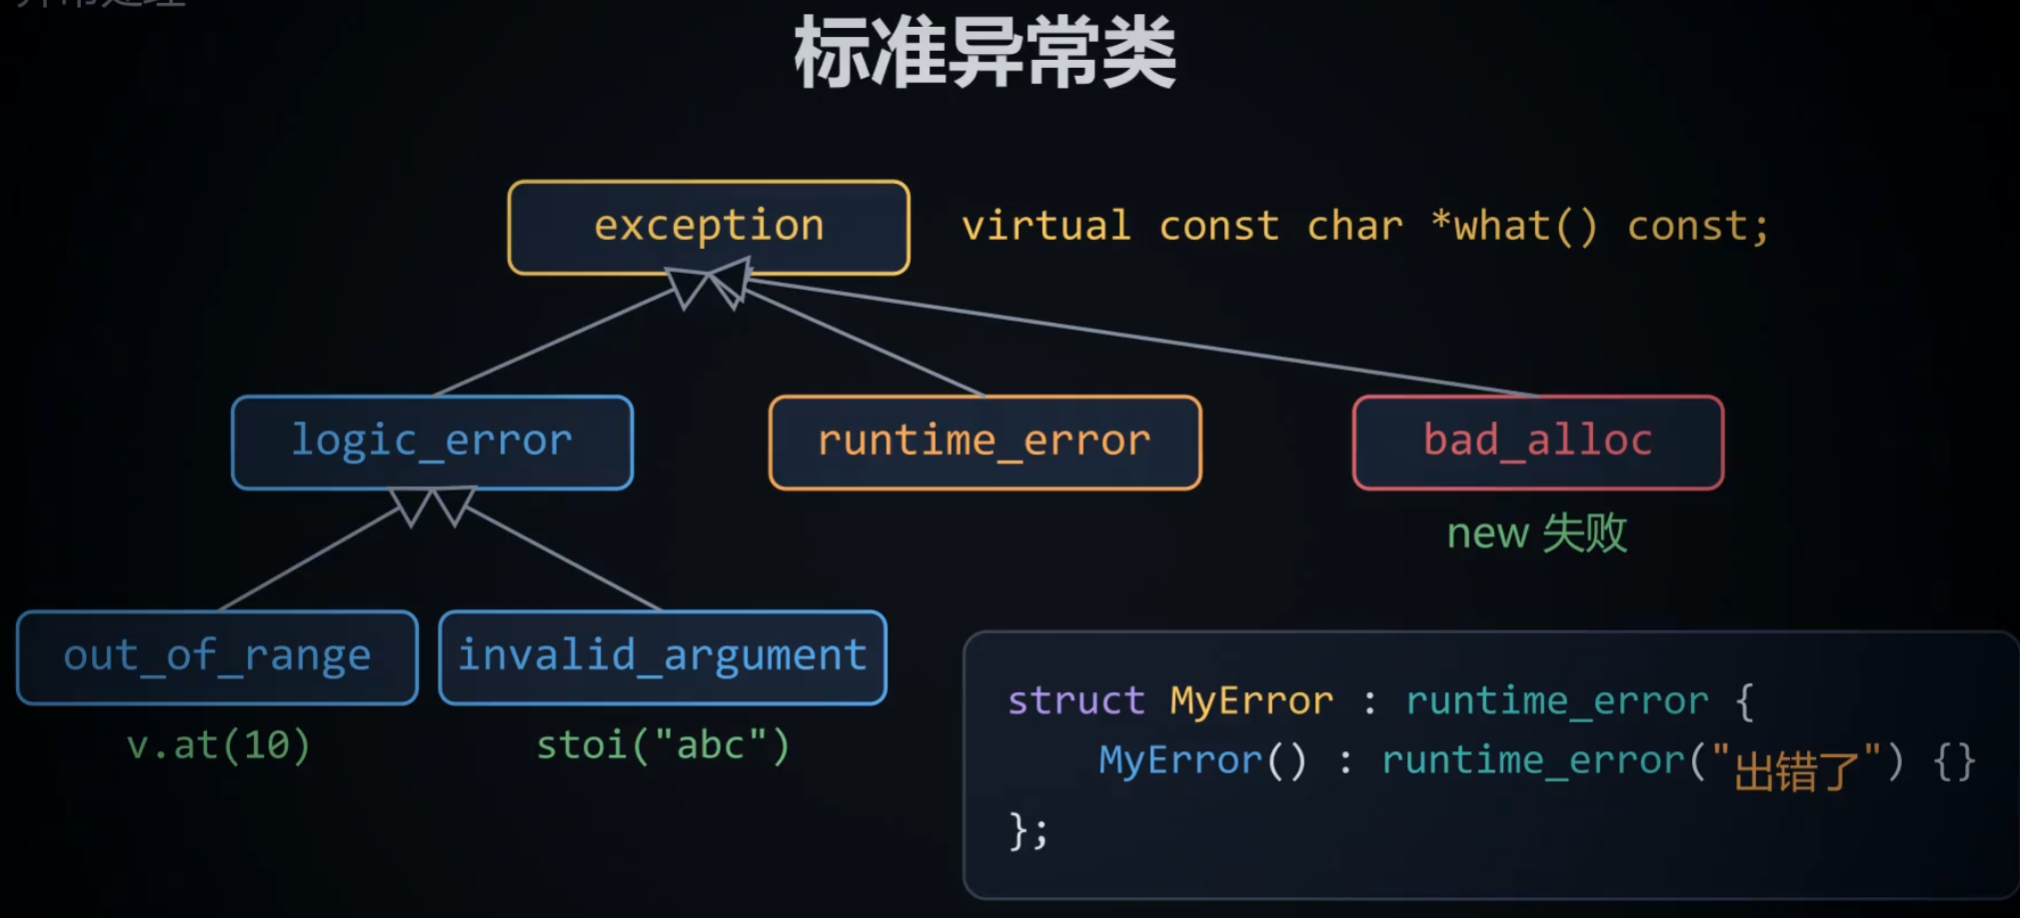 标准异常类
exception
virtual const char *what() const;
logic_error
runtime_error
bad_alloc
new 失败
out_of_range
invalid_argument
v.at(10)
stoi("abc")
struct MyError : runtime_error {
MyError() : runtime_error("出错了") {}
};